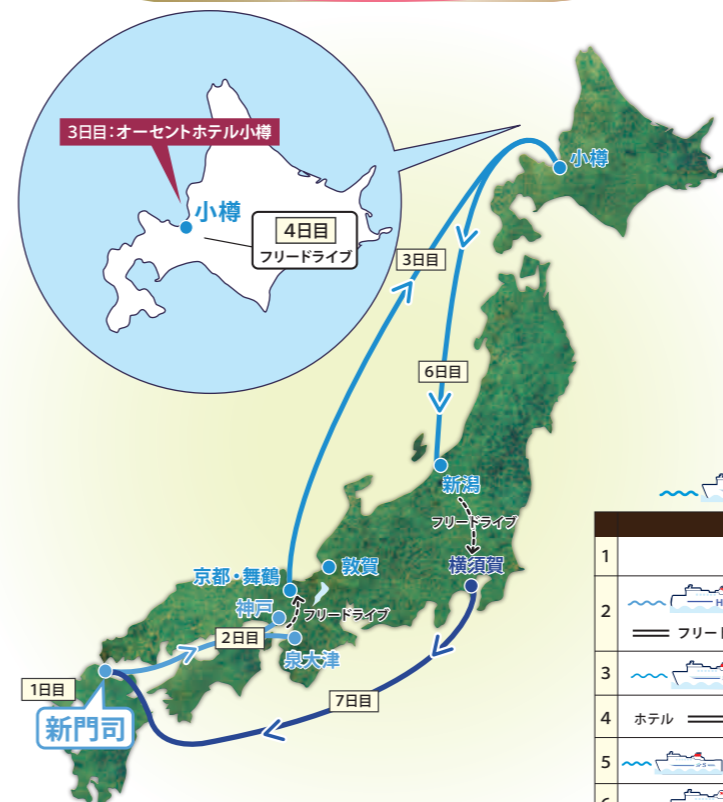 3日目:オーセントホテル小樽
小樽
4日目
フリードライブ
小樽
3日目
6日目
新潟
フリードライブ
横須賀
京都・舞鶴
敦賀
神戸
フリードライブ
2日目
泉大津
1日目
新門司
7日目
1
2
フリー
3
4 ホテル
5